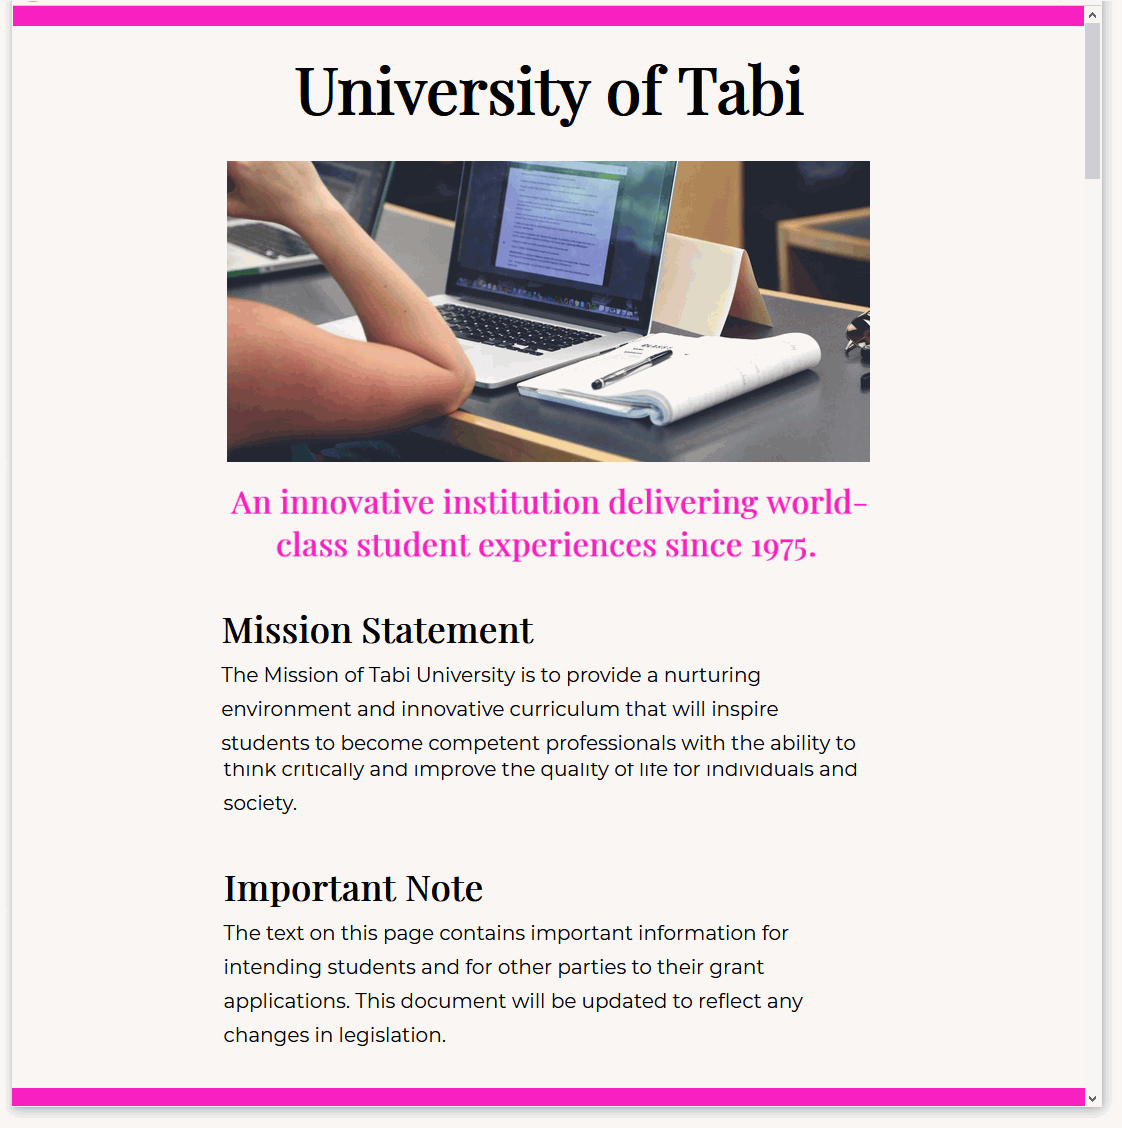 University of Tabi
An innovative institution delivering world-
class student experiences since 1975.
Mission Statement
The Mission of Tabi University is to provide a nurturing
environment and innovative curriculum that will inspire
students to become competent professionals with the ability to
think critically and improve the quality of life for individuals and
society.
Important Note
The text on this page contains important information for
intending students and for other parties to their grant
applications. This document will be updated to reflect any
changes in legislation.